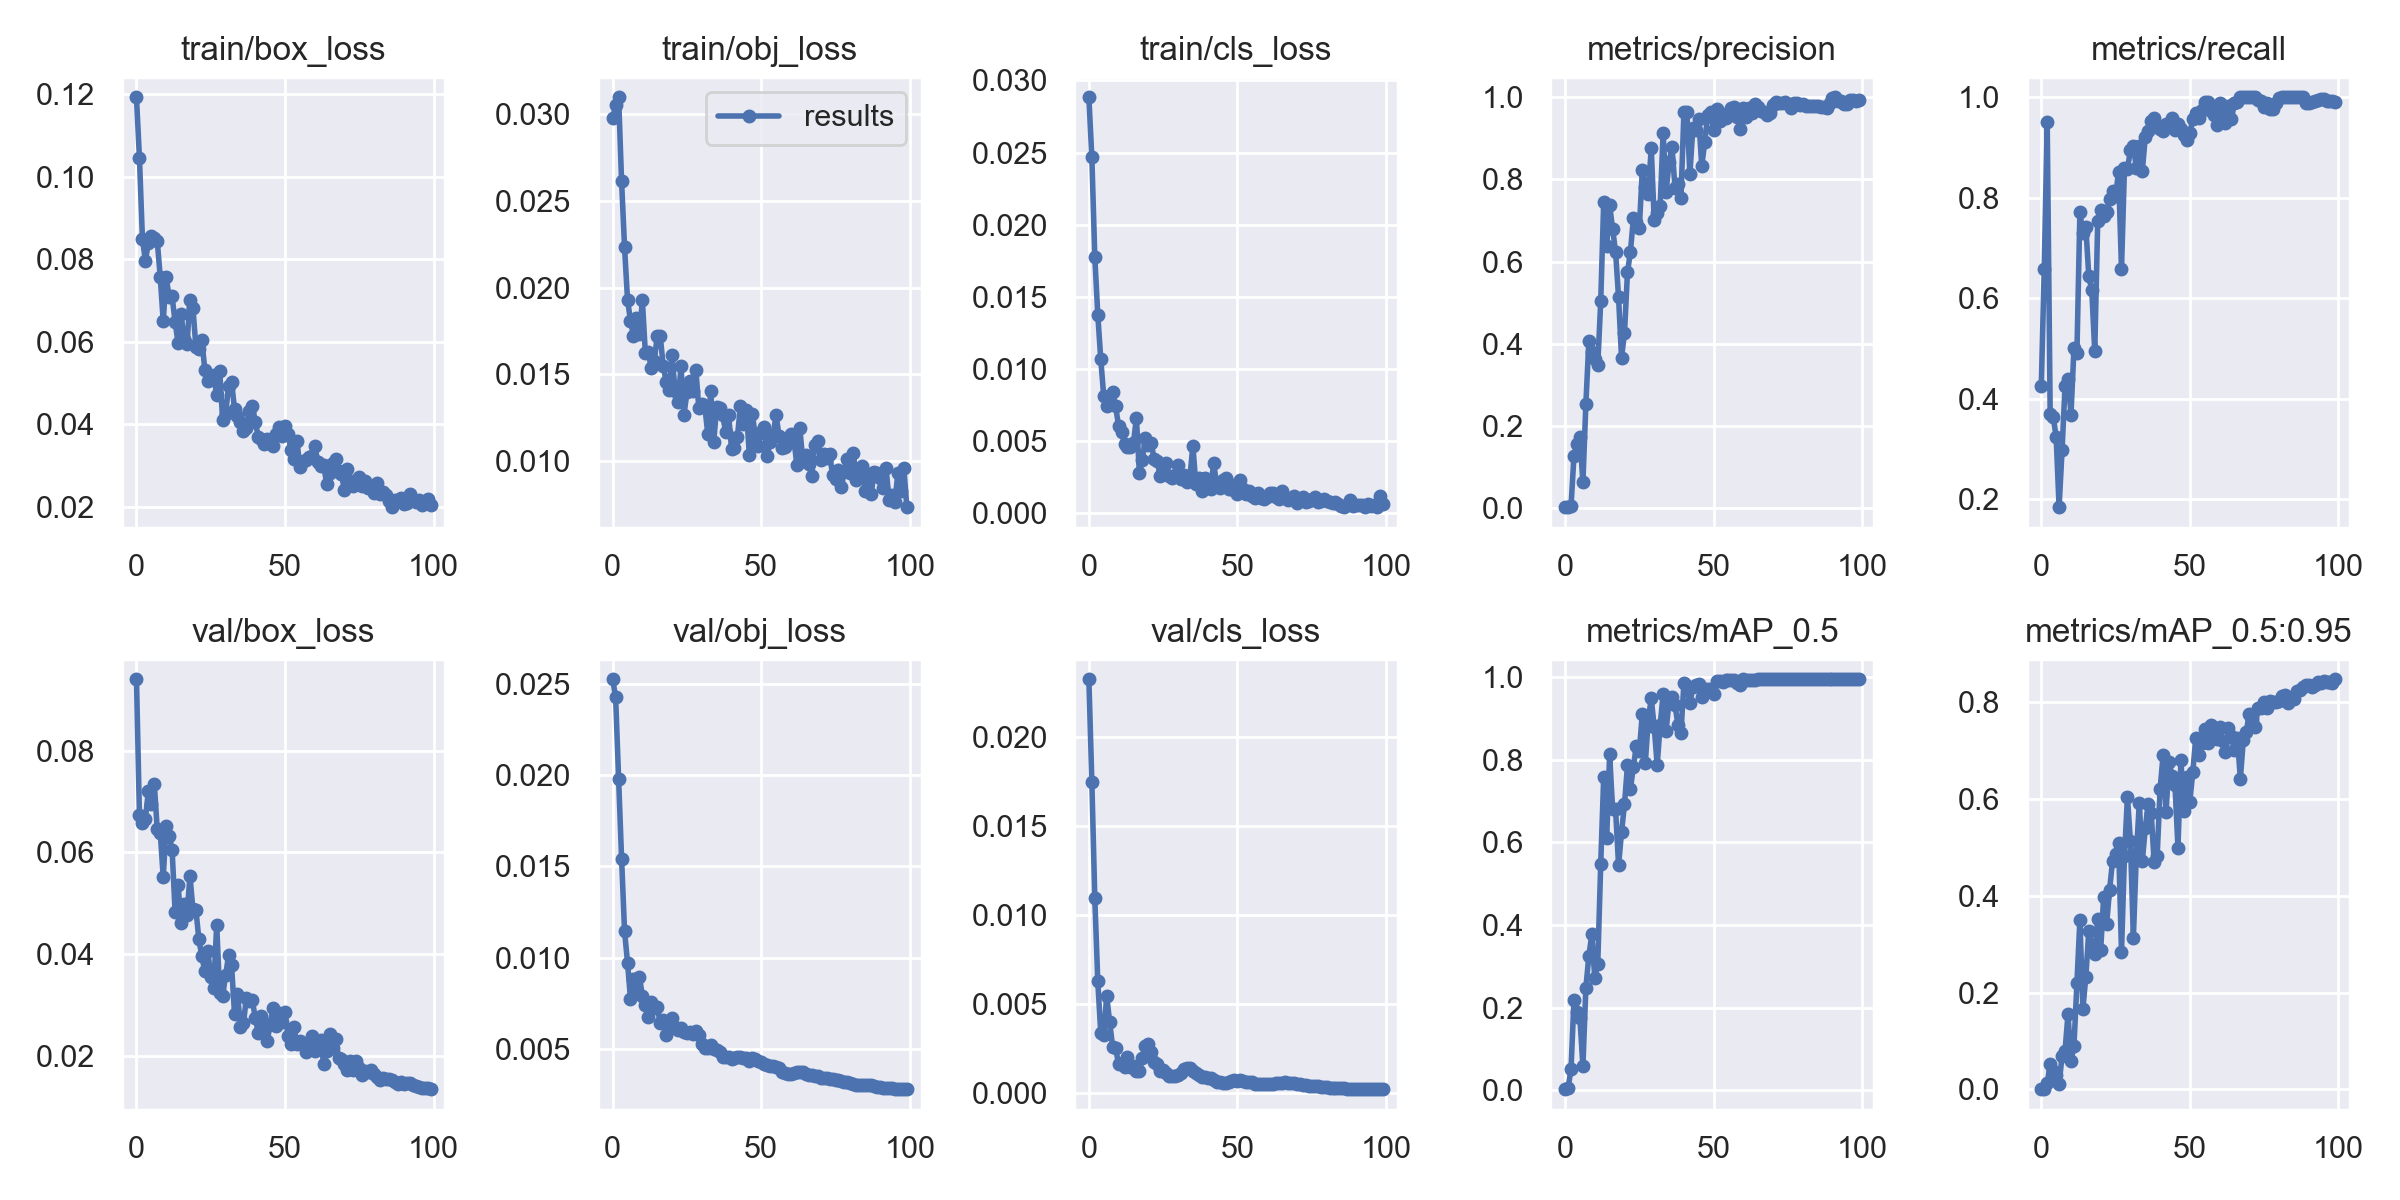 train/box_loss
0.12
0.10
0.08
0.06
0.04
0.02
0 50 100
train/obj_loss
results
0.030
0.025
0.020
0.015
0.010
0 50 100
train/cls_loss
0.030
0.025
0.020
0.015
0.010
0.005
0.000
0 50 100
metrics/precision
1.0
0.8
0.6
0.4
0.2
0.0
0 50 100
metrics/recall
1.0
0.8
0.6
0.4
0.2
0 50 100
val/box_loss
0.08
0.06
0.04
0.02
0 50 100
val/obj_loss
0.025
0.020
0.015
0.010
0.005
0 50 100
val/cls_loss
0.020
0.015
0.010
0.005
0.000
0 50 100
metrics/mAP_0.5
1.0
0.8
0.6
0.4
0.2
0.0
0 50 100
metrics/mAP_0.5:0.95
0.8
0.6
0.4
0.2
0.0
0 50 100